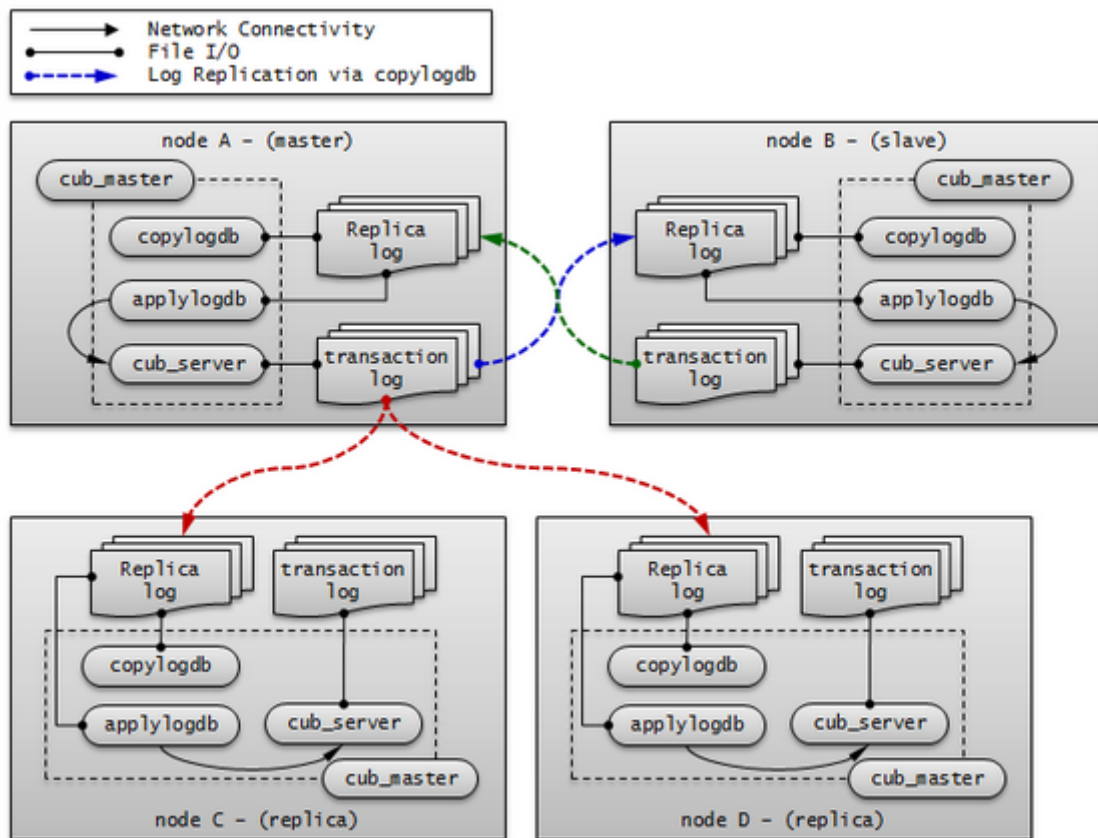 Network Connectivity
File I/O
Log Replication via copylogdb
node A - (master)
cub_master
copylogdb
Replica
log
applylogdb
cub_server
transaction
log
node B - (slave)
cub_master
Replica
log
copylogdb
applylogdb
transaction
log
cub_server
Replica
log
transaction
log
copylogdb
applylogdb
cub_server
cub_master
node C - (replica)
Replica
log
transaction
log
copylogdb
applylogdb
cub_server
cub_master
node D - (replica)